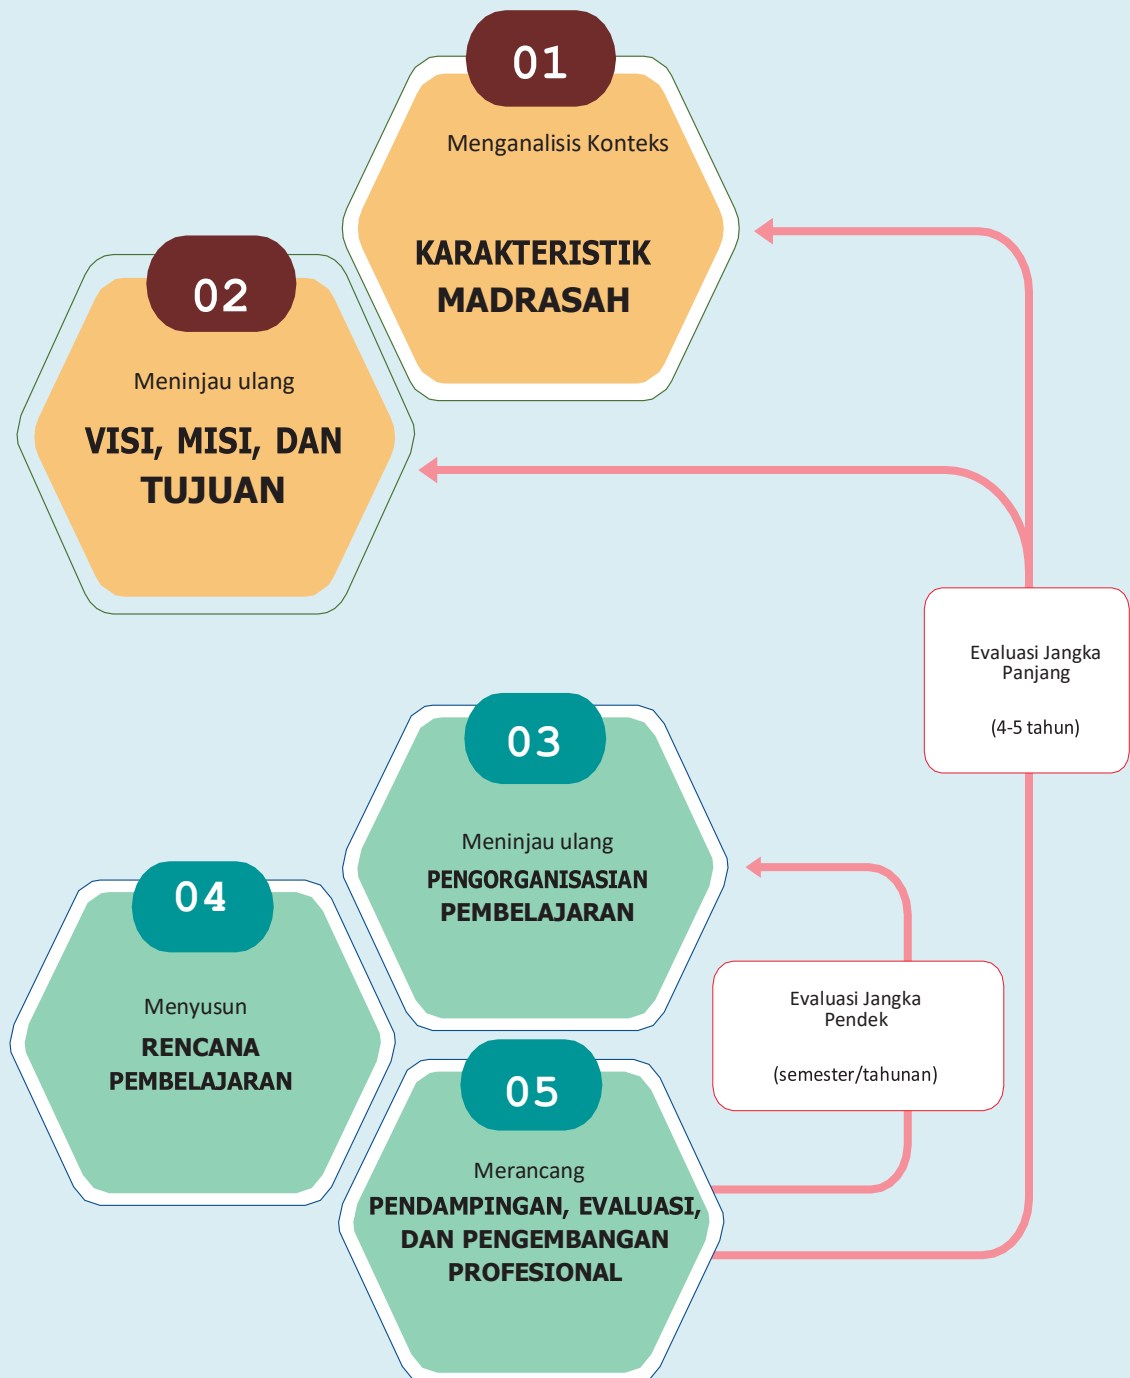 01
Menganalisis Konteks
KARAKTERISTIK
MADRASAH
02
Meninjau ulang
VISI, MISI, DAN
TUJUAN
Evaluasi Jangka
Panjang
(4-5 tahun)
03
Meninjau ulang
PENGORGANISASIAN
PEMBELAJARAN
04
Menyusun
RENCANA
PEMBELAJARAN
Evaluasi Jangka
Pendek
(semester/tahunan)
05
Merancang
PENDAMPINGAN, EVALUASI,
DAN PENGEMBANGAN
PROFESIONAL